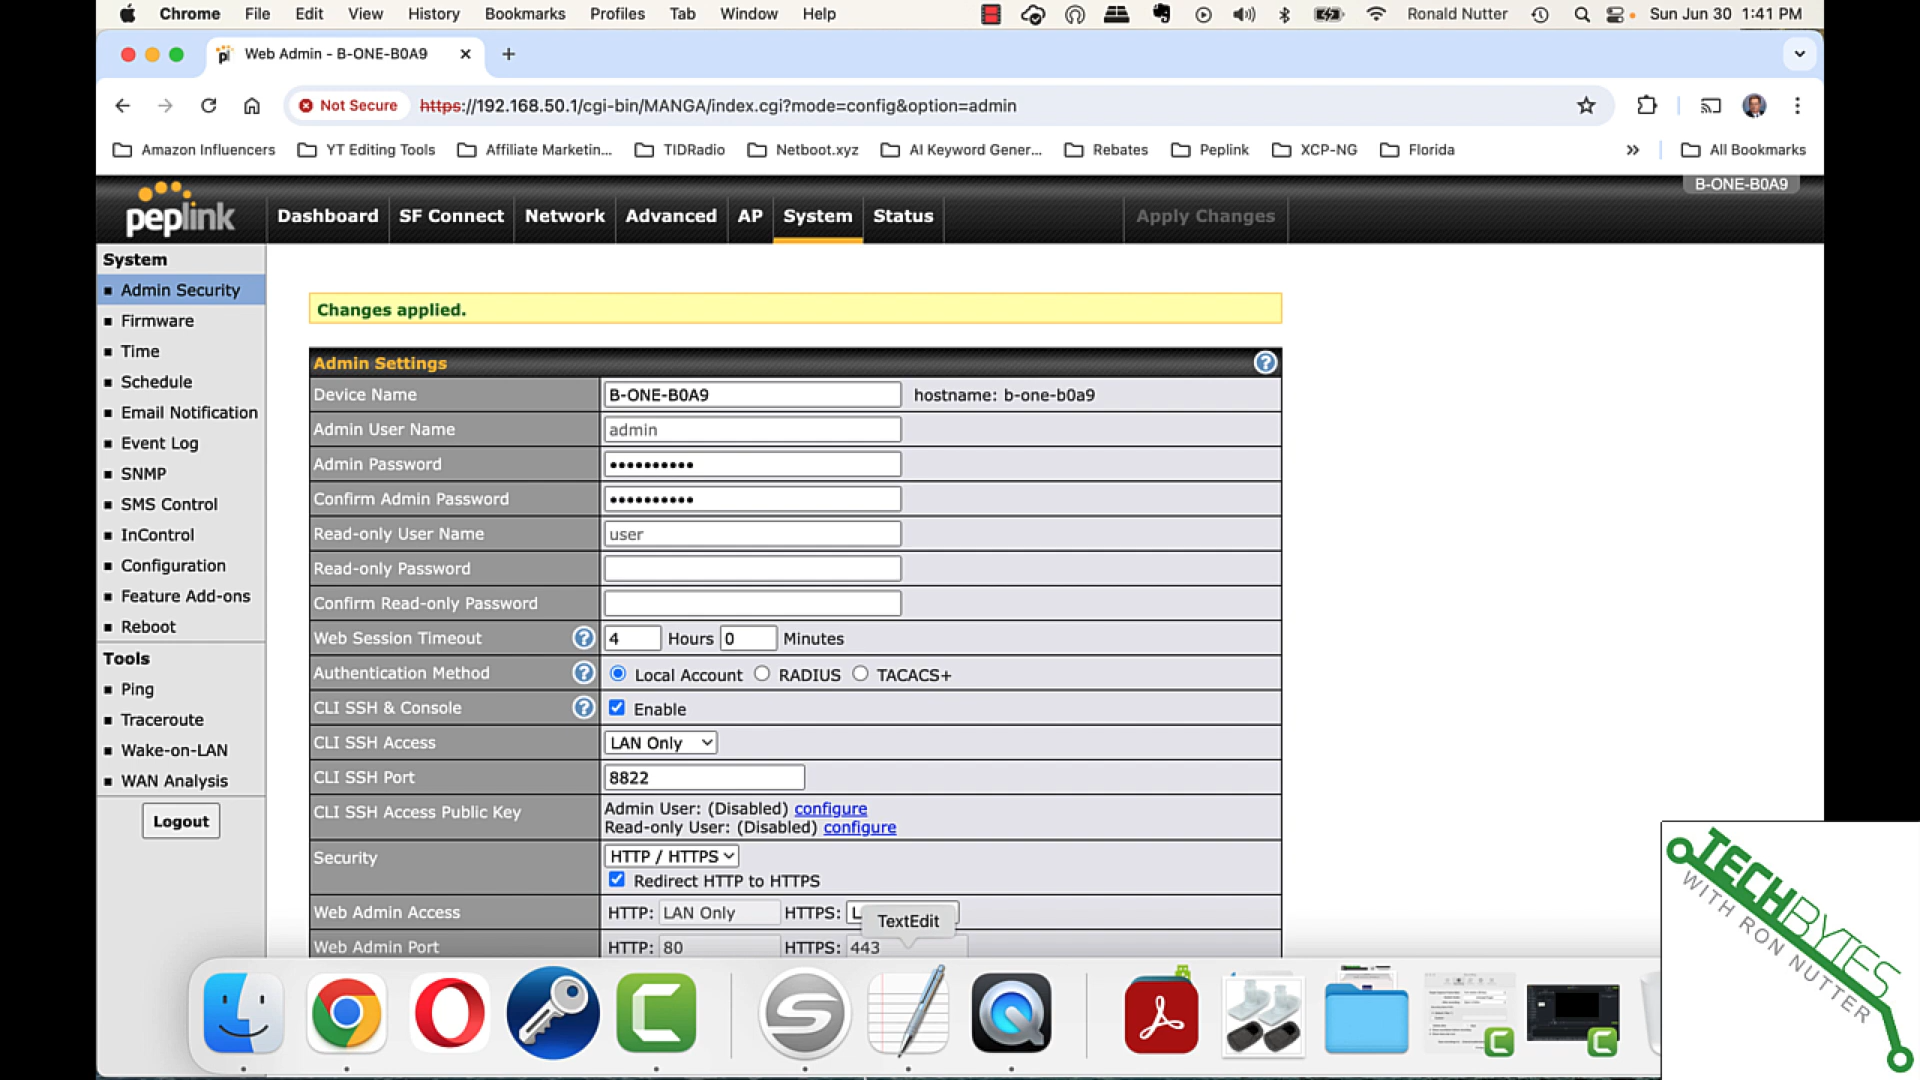 Chrome File Edit View History Bookmarks Profiles Tab Window Help Ronald Nutter Sun Jun 30 1:41 PM
Web Admin - B-ONE-B0A9
Not Secure https://192.168.50.1/cgi-bin/MANGA/index.cgi?mode=config&option=admin
Amazon Influencers YT Editing Tools Affiliate Marketin... TIDRadio Netboot.xyz AI Keyword Gener... Rebates Peplink XCP-NG Florida » All Bookmarks
B-ONE-B0A9
peplink Dashboard SF Connect Network Advanced AP System Status Apply Changes
System
Admin Security
Firmware
Time
Schedule
Email Notification
Event Log
SNMP
SMS Control
InControl
Configuration
Feature Add-ons
Reboot
Tools
Ping
Traceroute
Wake-on-LAN
WAN Analysis
Logout
Changes applied.
Admin Settings
Device Name B-ONE-B0A9 hostname: b-one-b0a9
Admin User Name admin
Admin Password ••••••••••
Confirm Admin Password ••••••••••
Read-only User Name user
Read-only Password
Confirm Read-only Password
Web Session Timeout 4 Hours 0 Minutes
Authentication Method Local Account RADIUS TACACS+
CLI SSH & Console Enable
CLI SSH Access LAN Only
CLI SSH Port 8822
CLI SSH Access Public Key Admin User: (Disabled) configure
Read-only User: (Disabled) configure
Security HTTP / HTTPS
Redirect HTTP to HTTPS
Web Admin Access HTTP: LAN Only HTTPS:
TextEdit
Web Admin Port HTTP: 80 HTTPS: 443
TECHBYTES
WITH RON NUTTER